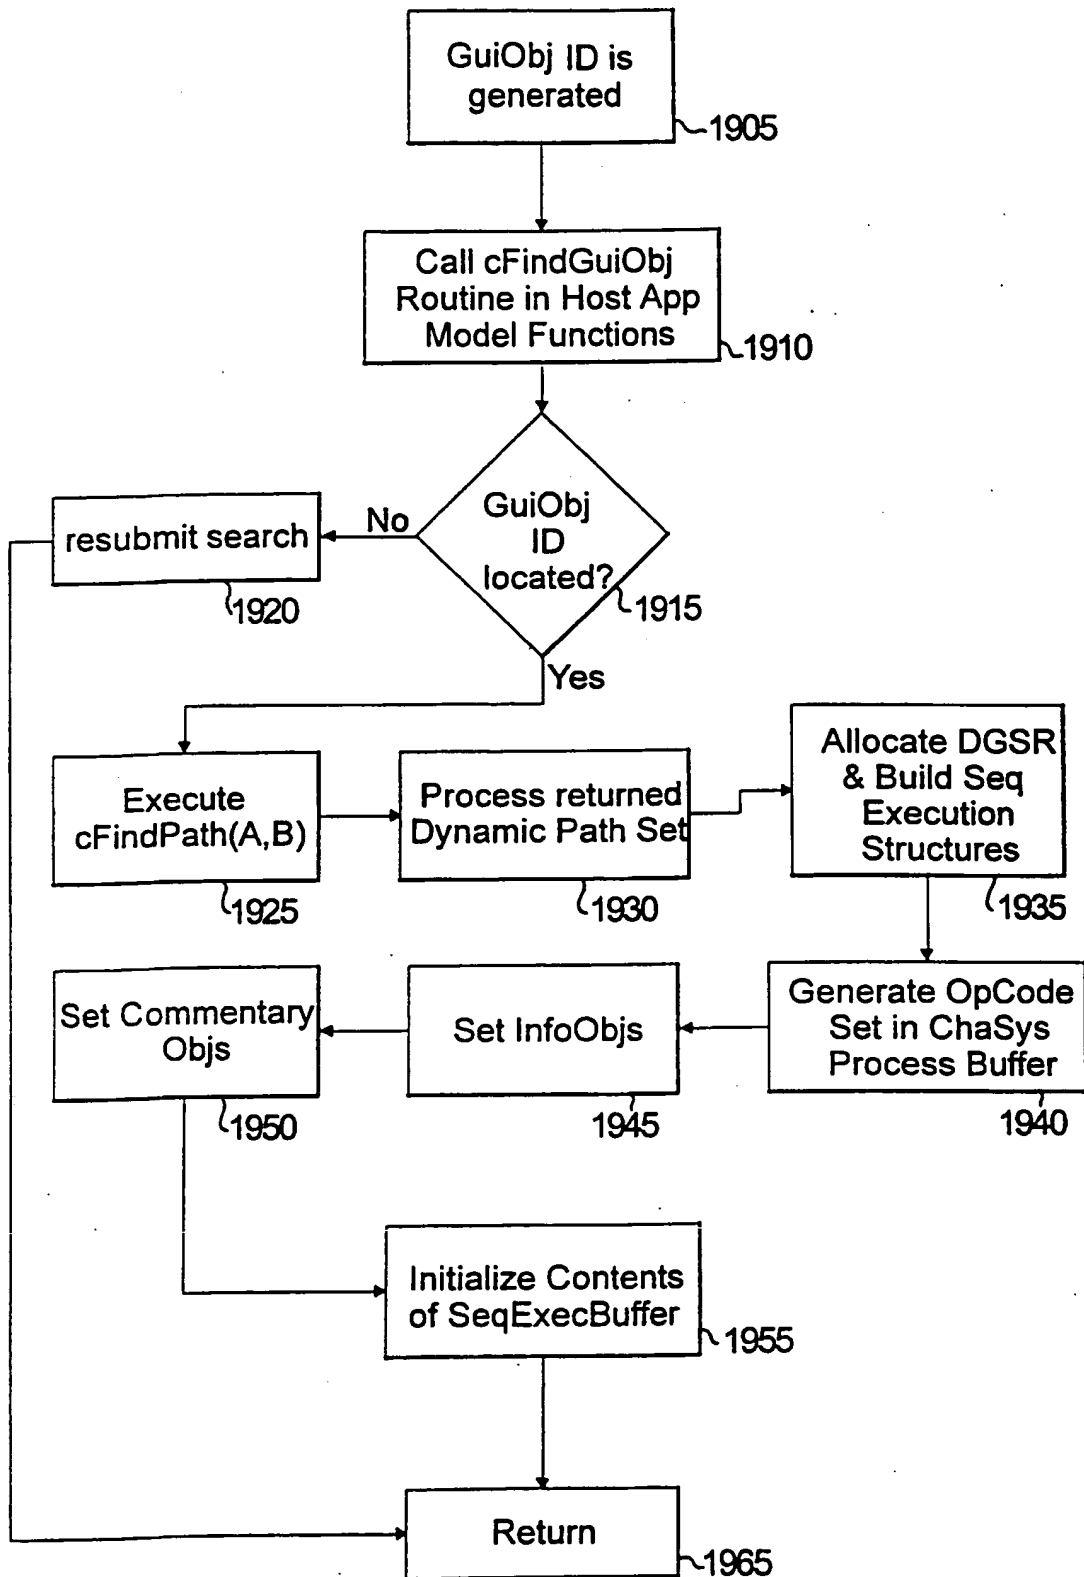 GuiObj ID is
generated
1905
Call cFindGuiObj
Routine in Host App
Model Functions
1910
GuiObj
ID
located?
1915
No
resubmit search
1920
Yes
Execute
cFindPath(A,B)
1925
Process returned
Dynamic Path Set
1930
Allocate DGSR
& Build Seq
Execution
Structures
1935
Generate OpCode
Set in ChaSys
Process Buffer
1940
Set InfoObjs
1945
Set Commentary
Objs
1950
Initialize Contents
of SeqExecBuffer
1955
Return
1965